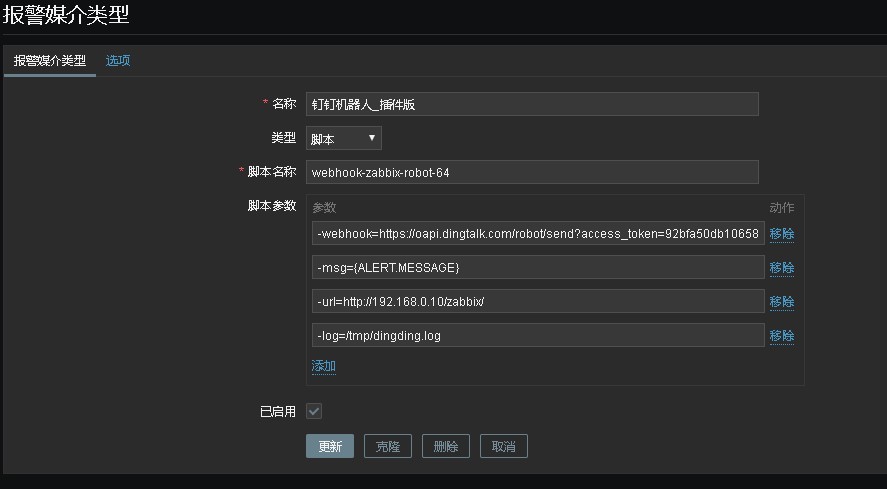 报警媒介类型
报警媒介类型 选项
* 名称 钉钉机器人_插件版
类型 脚本
* 脚本名称 webhook-zabbix-robot-64
脚本参数 参数 动作
-webhook=https://oapi.dingtalk.com/robot/send?access_token=92bfa50db10658 移除
-msg={ALERT.MESSAGE} 移除
-url=http://192.168.0.10/zabbix/ 移除
-log=/tmp/dingding.log 移除
添加
已启用
更新 克隆 删除 取消